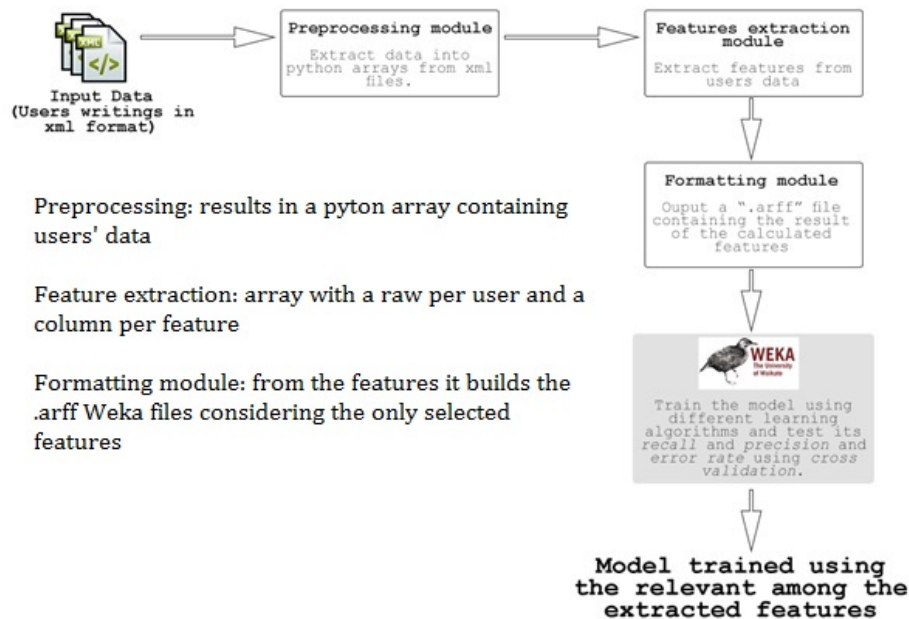 XML
</>
Input Data
(Users writings in
xml format)
Preprocessing module
Extract data into
python arrays from xml
files.
Features extraction
module
Extract features from
users data
Formatting module
Ouput a “.arff” file
containing the result
of the calculated
features
Preprocessing: results in a pyton array containing
users' data
Feature extraction: array with a raw per user and a
column per feature
Formatting module: from the features it builds the
.arff Weka files considering the only selected
features
WEKA
The University
of Waikato
Train the model using
different learning
algorithms and test its
recall and precision and
error rate using cross
validation.
Model trained using
the relevant among the
extracted features